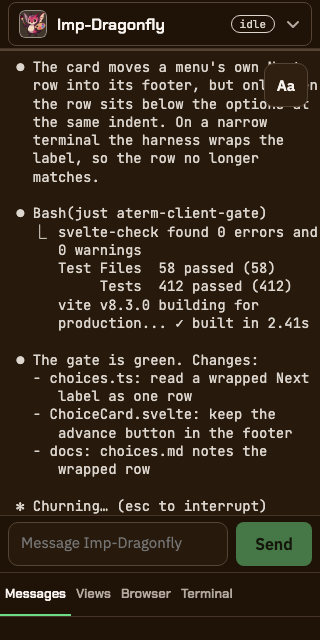 Imp-Dragonfly
idle
● The card moves a menu's own
row into its footer, but only
Aa
the row sits below the options at
the same indent. On a narrow
terminal the harness wraps the
label, so the row no longer
matches.
● Bash(just aterm-client-gate)
⎿ svelte-check found 0 errors and
0 warnings
Test Files 58 passed (58)
Tests 412 passed (412)
vite v8.3.0 building for
production... ✓ built in 2.41s
● The gate is green. Changes:
- choices.ts: read a wrapped Next
label as one row
- ChoiceCard.svelte: keep the
advance button in the footer
- docs: choices.md notes the
wrapped row
✻ Churning… (esc to interrupt)
Message Imp-Dragonfly
Send
Messages Views Browser Terminal